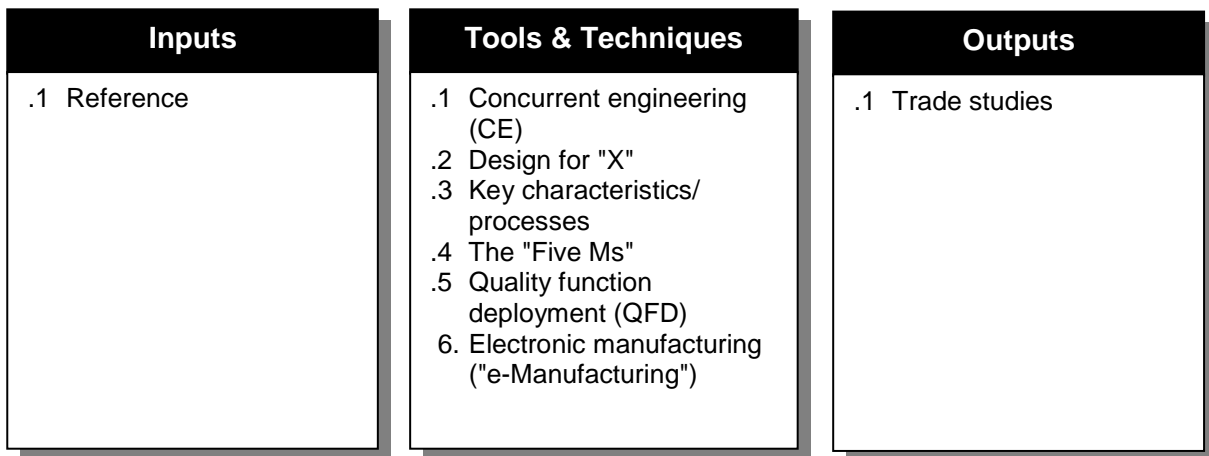 Inputs
.1 Reference
Tools & Techniques
.1 Concurrent engineering
(CE)
.2 Design for "X"
.3 Key characteristics/
processes
.4 The "Five Ms"
.5 Quality function
deployment (QFD)
6. Electronic manufacturing
("e-Manufacturing")
Outputs
.1 Trade studies